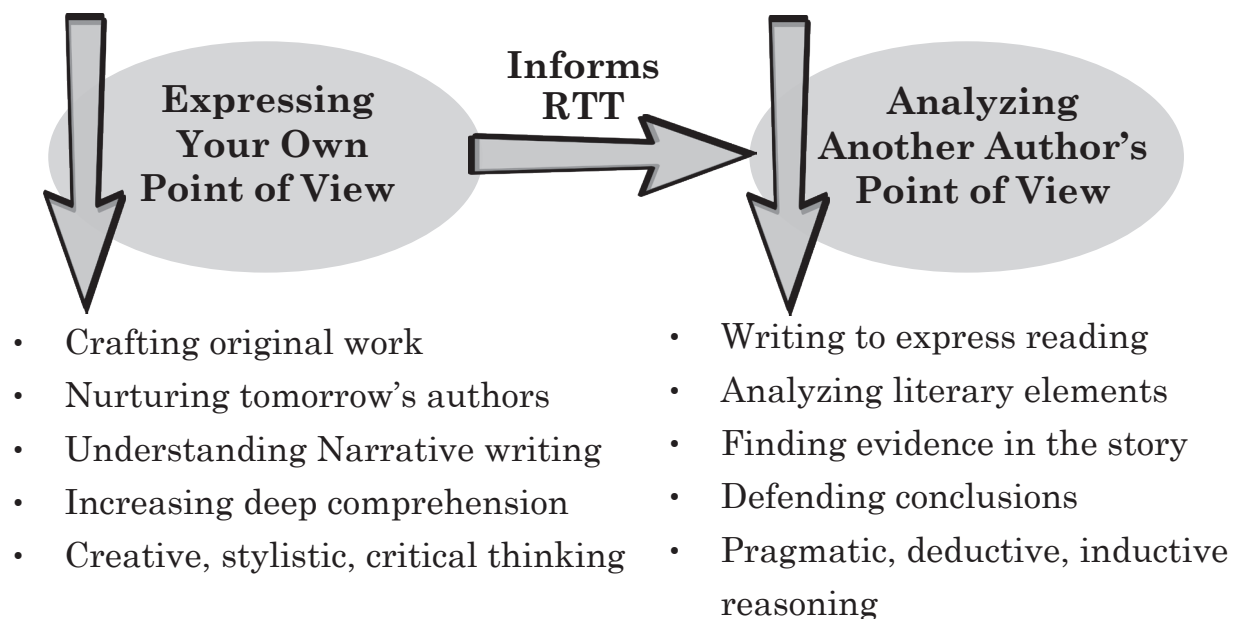 Expressing
Your Own
Point of View
Informs
RTT
Analyzing
Another Author’s
Point of View
• Crafting original work
• Nurturing tomorrow’s authors
• Understanding Narrative writing
• Increasing deep comprehension
• Creative, stylistic, critical thinking
• Writing to express reading
• Analyzing literary elements
• Finding evidence in the story
• Defending conclusions
• Pragmatic, deductive, inductive
reasoning